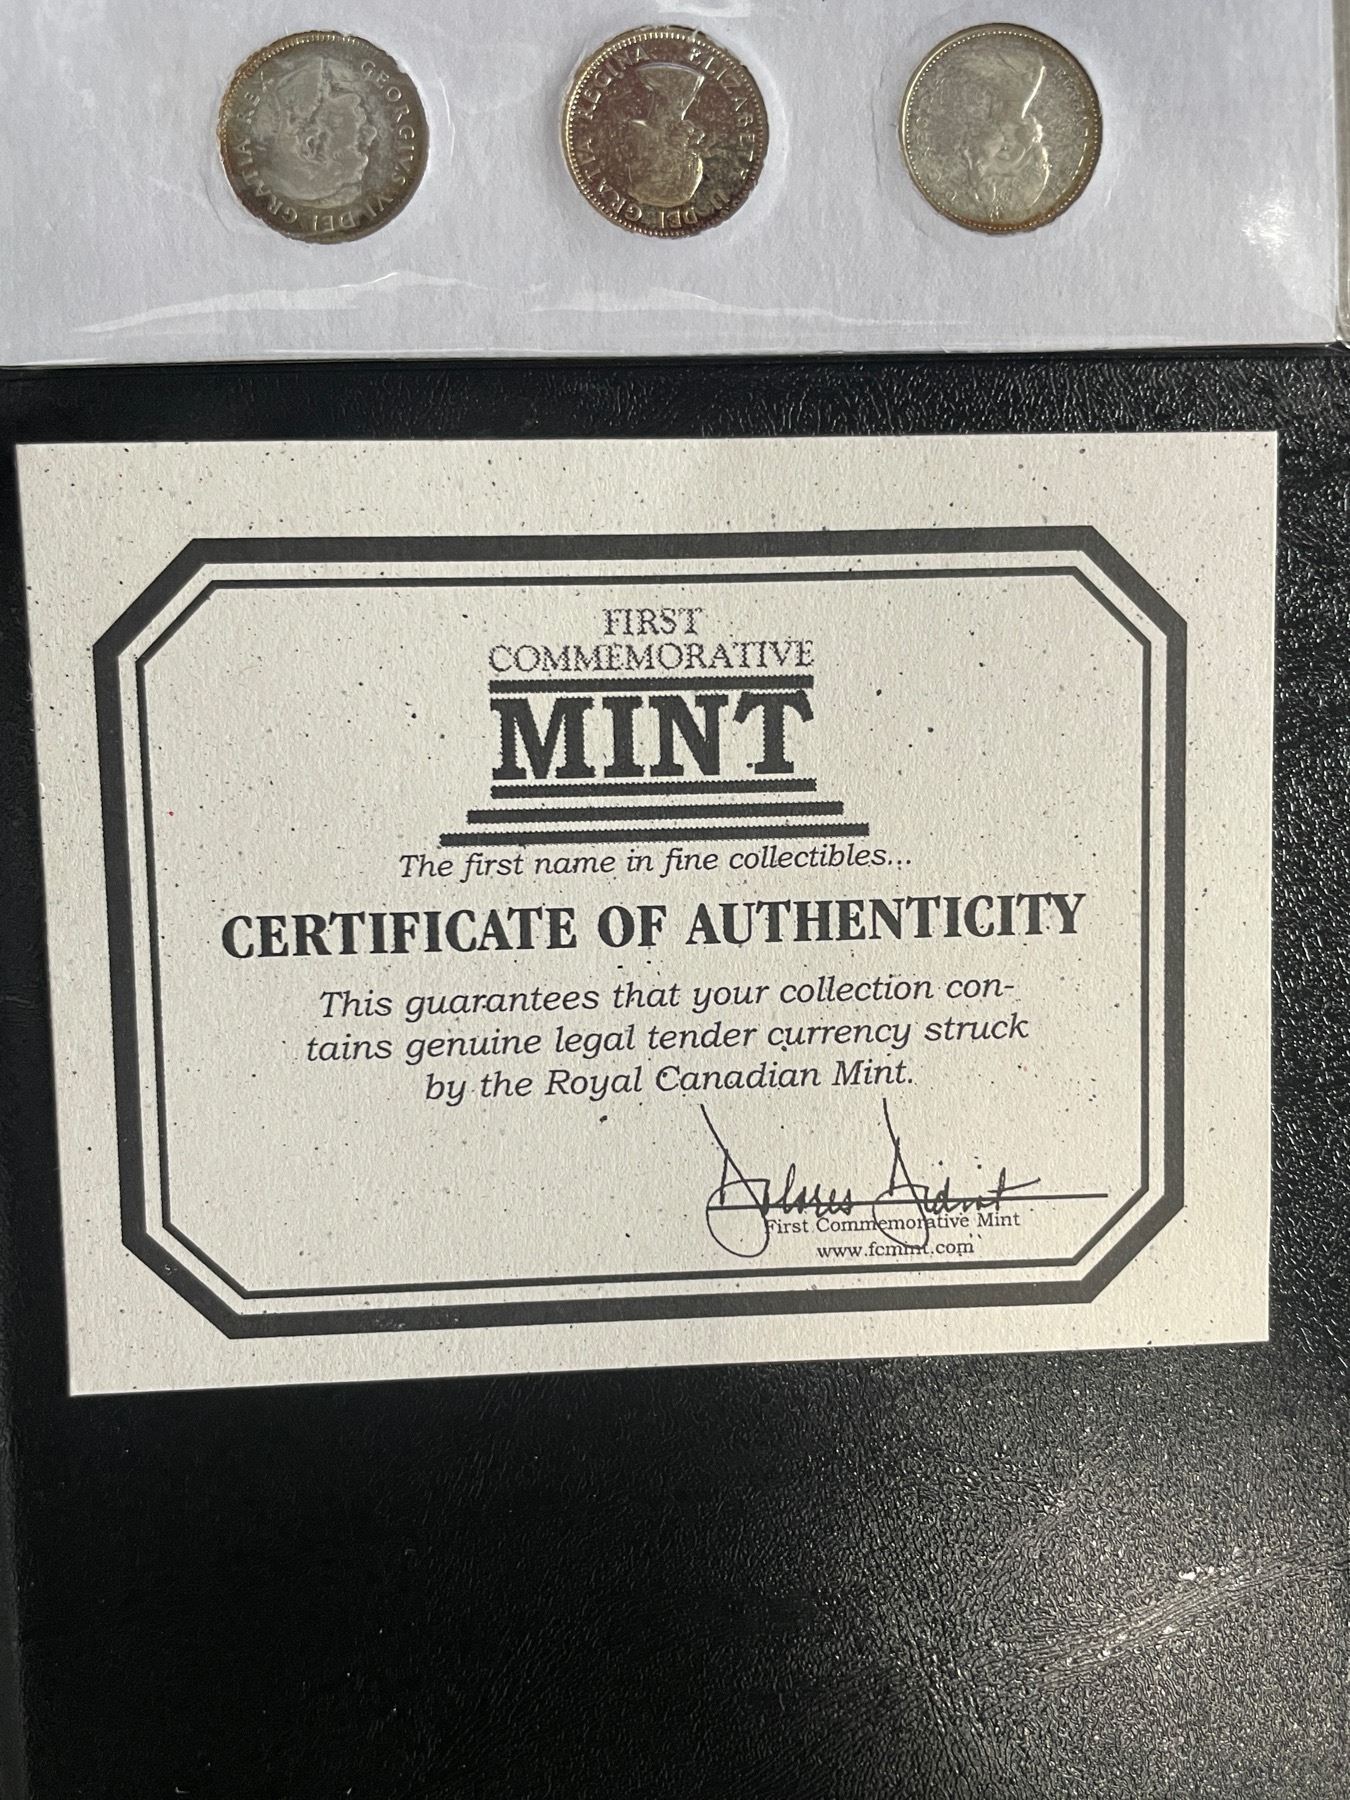 GEORGIVS VI DEI GRATIA REX
ELIZABETH II DEI GRATIA REGINA
FIRST
COMMEMORATIVE
MINT
The first name in fine collectibles...
CERTIFICATE OF AUTHENTICITY
This guarantees that your collection con-
tains genuine legal tender currency struck
by the Royal Canadian Mint.
First Commemorative Mint
www.fcmint.com